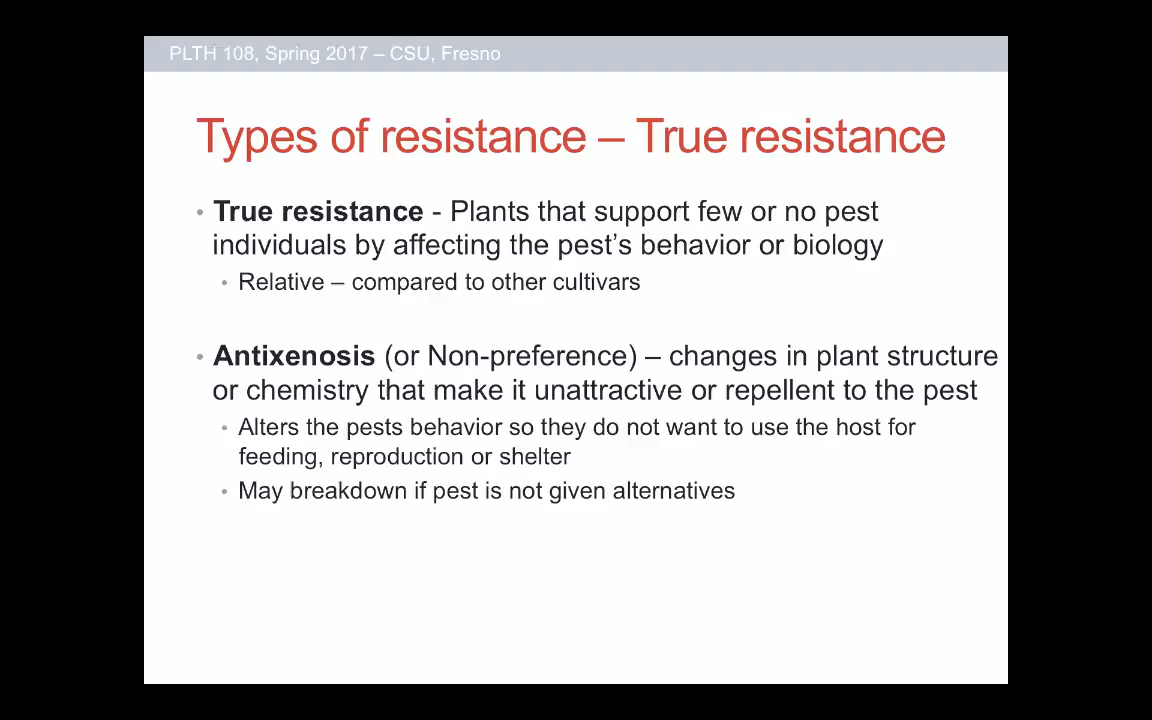 PLTH 108, Spring 2017 – CSU, Fresno
Types of resistance – True resistance
• True resistance - Plants that support few or no pest
individuals by affecting the pest’s behavior or biology
• Relative – compared to other cultivars
• Antixenosis (or Non-preference) – changes in plant structure
or chemistry that make it unattractive or repellent to the pest
• Alters the pests behavior so they do not want to use the host for
feeding, reproduction or shelter
• May breakdown if pest is not given alternatives